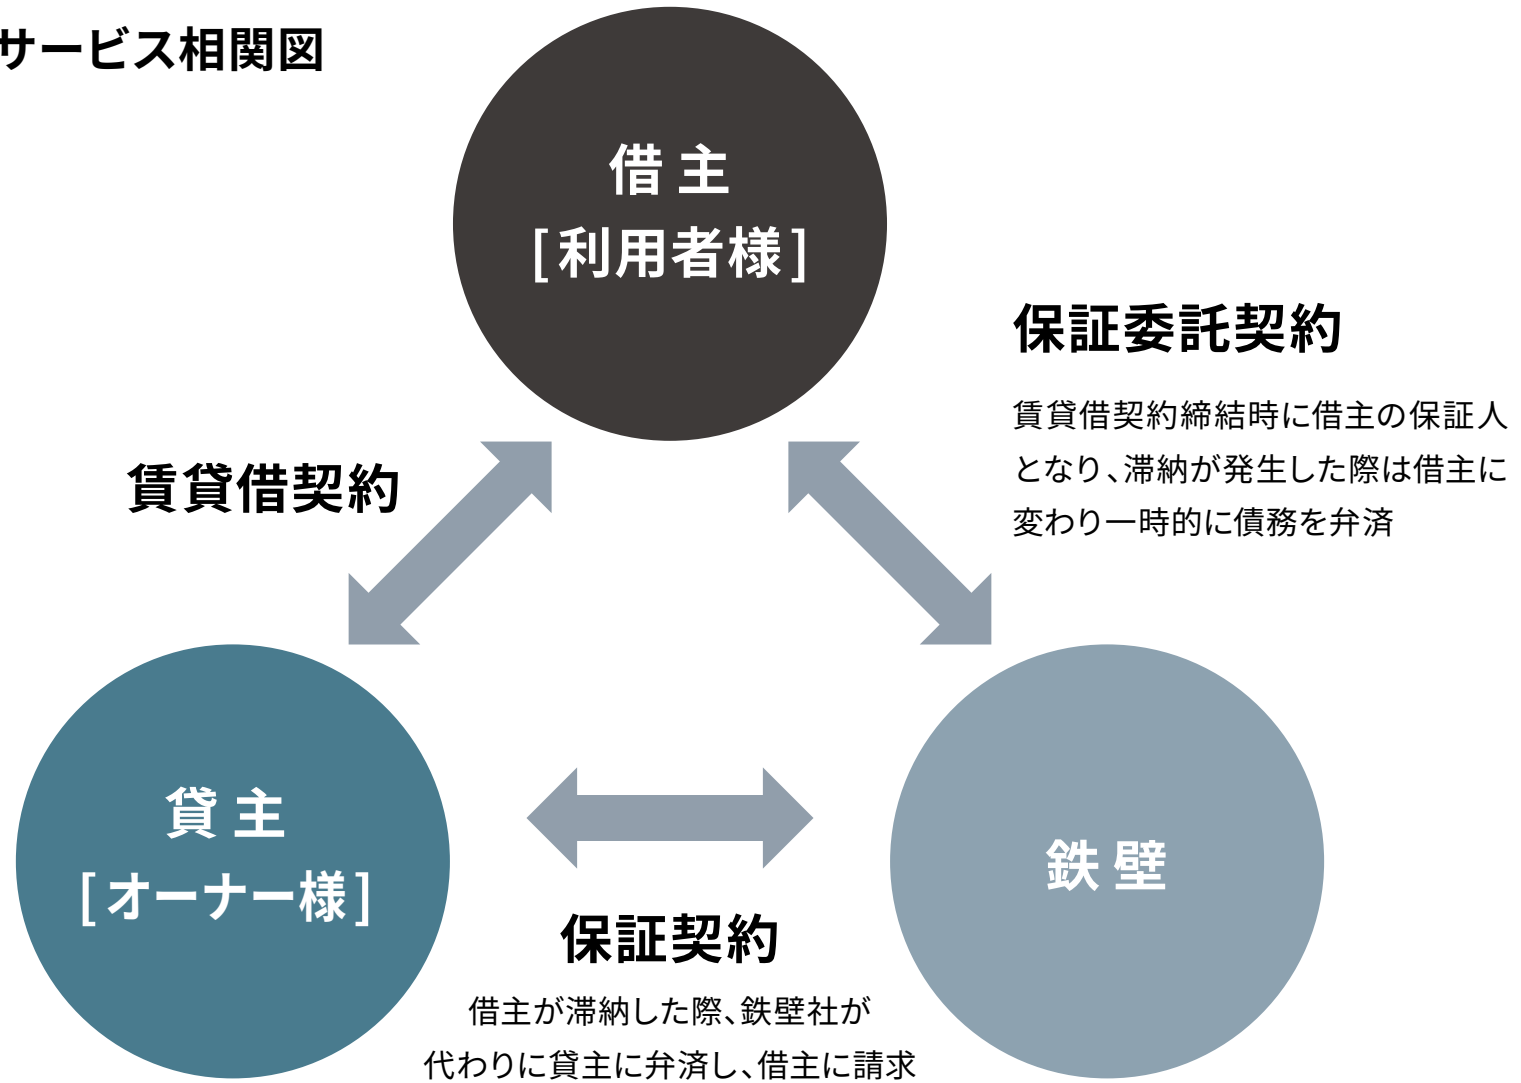 サービス相関図
借主
[利用者様]
保証委託契約
賃貸借契約締結時に借主の保証人
となり、滞納が発生した際は借主に
変わり一時的に債務を弁済
賃貸借契約
貸主
[オーナー様]
鉄壁
保証契約
借主が滞納した際、鉄壁社が
代わりに貸主に弁済し、借主に請求